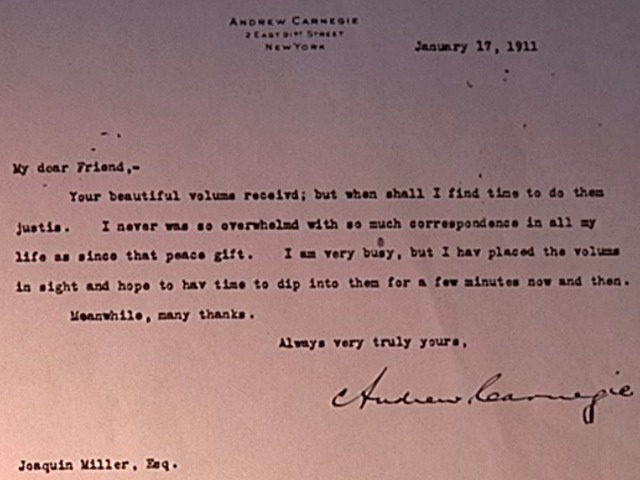 ANDREW CARNEGIE
2 EAST 91ST STREET
NEW YORK
January 17, 1911
My dear Friend,-
Your beautiful volume receivd; but when shall I find time to do them
justis. I never was so overwhelmd with so much correspondence in all my
life as since that peace gift. I am very busy, but I hav placed the volums
in sight and hope to hav time to dip into them for a few minutes now and then.
Meanwhile, many thanks.
Always very truly yours,
Andrew Carnegie
Joaquin Miller, Esq.